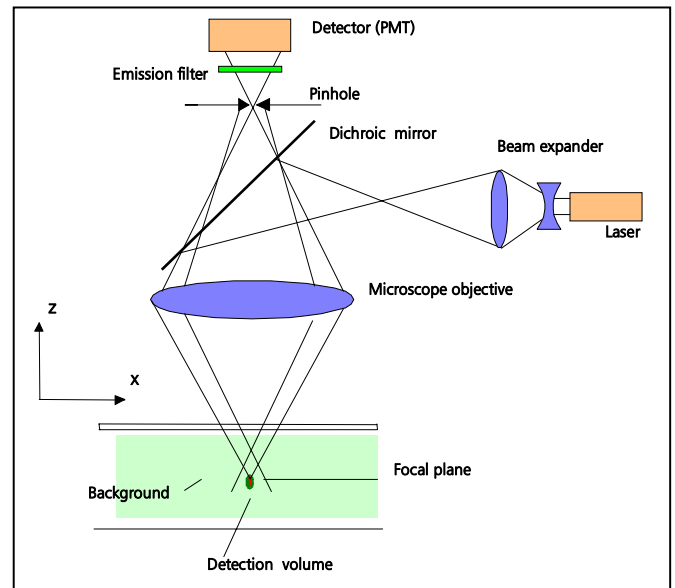 Detector (PMT)
Emission filter
Pinhole
Dichroic mirror
Beam expander
Laser
Microscope objective
z
x
Focal plane
Background
Detection volume